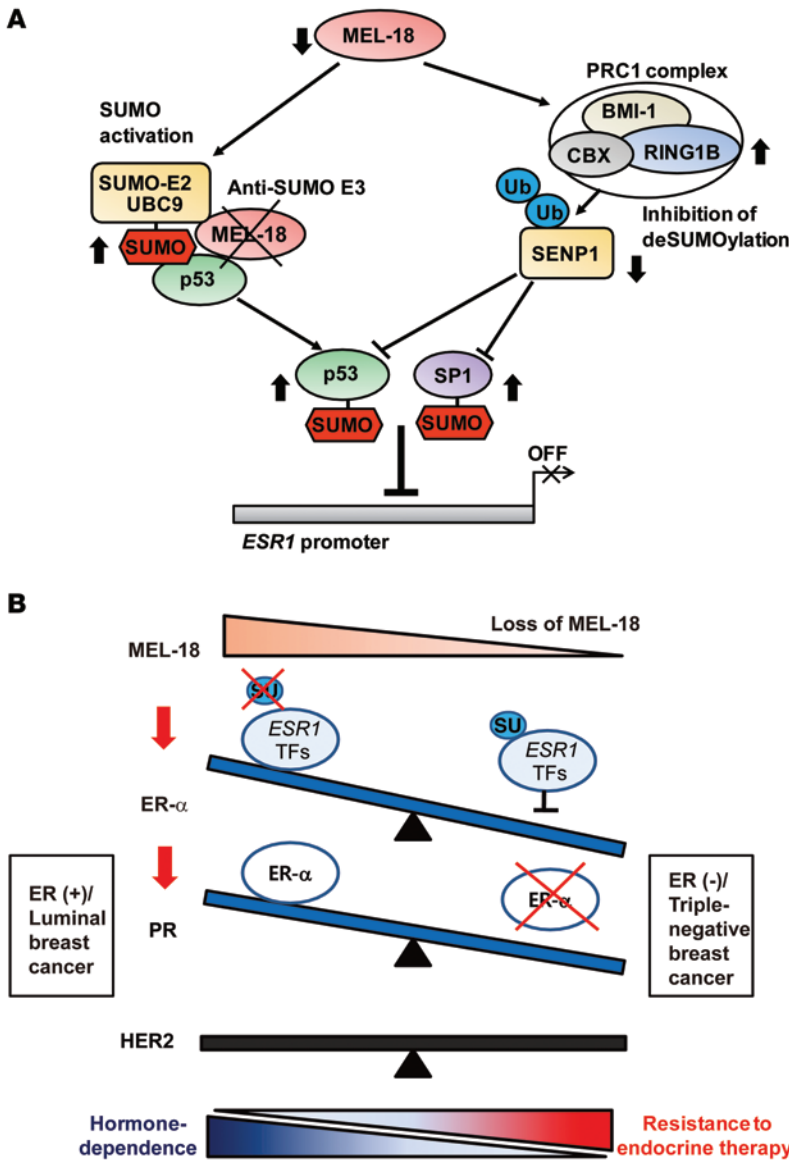 A
MEL-18
PRC1 complex
BMI-1
CBX
RING1B
SUMO
activation
SUMO-E2
UBC9
Anti-SUMO E3
MEL-18
SUMO
p53
Ub
Ub
Inhibition of
deSUMOylation
SENP1
p53
SUMO
SP1
SUMO
OFF
ESR1 promoter
B
MEL-18
Loss of MEL-18
SU
ESR1
TFs
SU
ESR1
TFs
ER-α
ER-α
ER-α
PR
ER (+)/
Luminal
breast
cancer
ER (-)/
Triple-
negative
breast
cancer
HER2
Hormone-
dependence
Resistance to
endocrine therapy